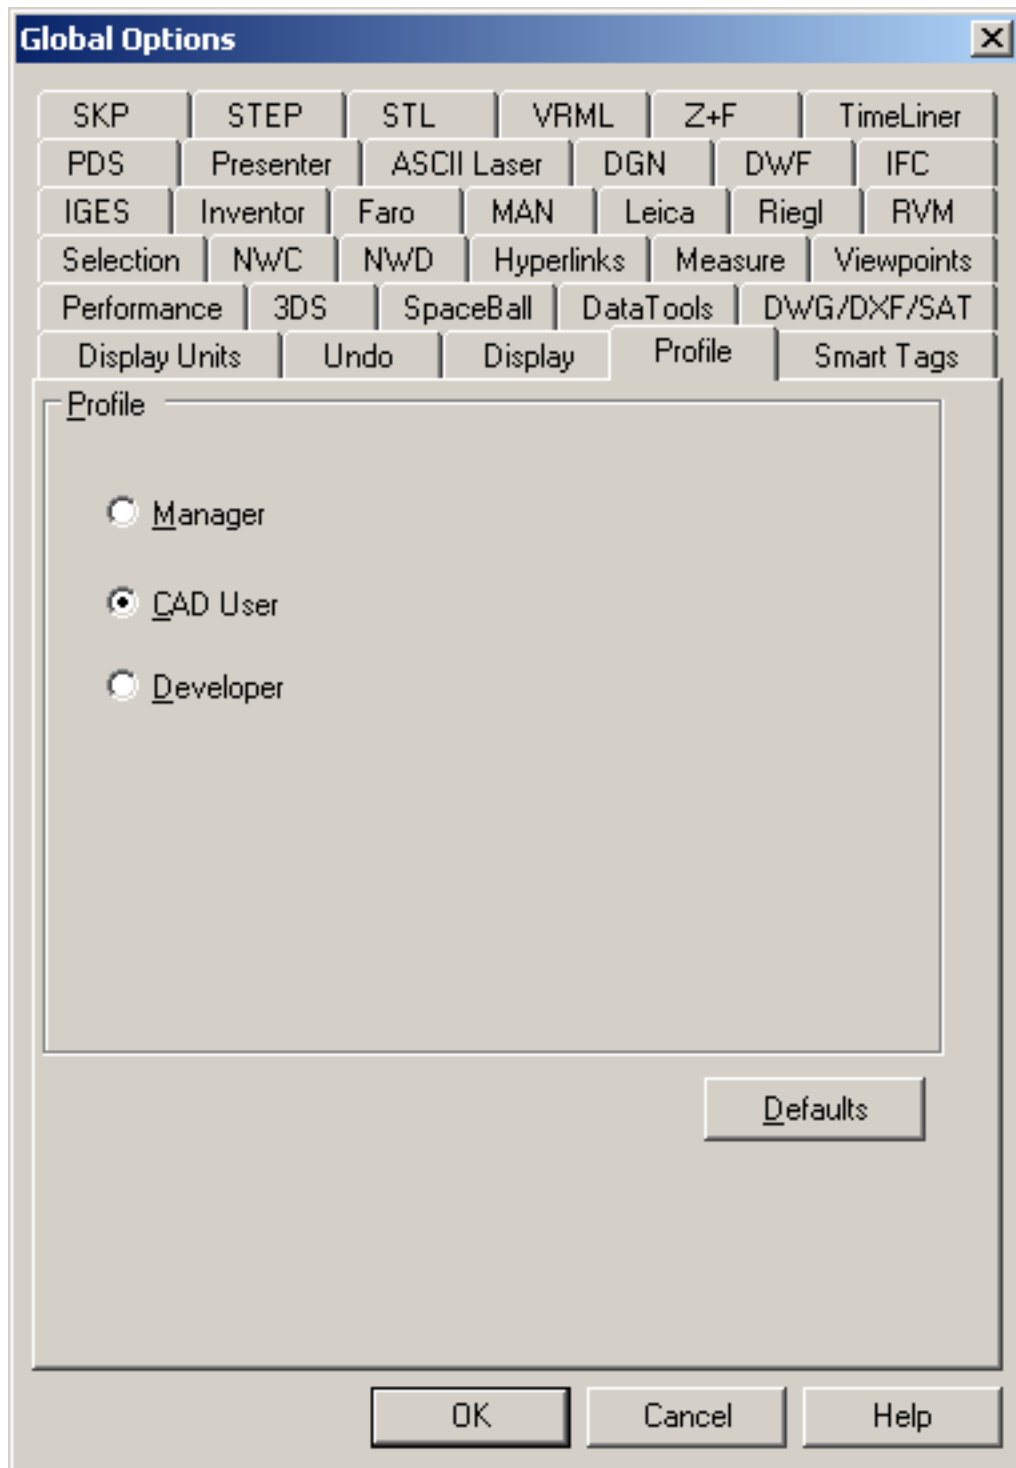 Global Options
SKP STEP STL VRML Z+F TimeLiner
PDS Presenter ASCII Laser DGN DWF IFC
IGES Inventor Faro MAN Leica Riegl RVM
Selection NWC NWD Hyperlinks Measure Viewpoints
Performance 3DS SpaceBall DataTools DWG/DXF/SAT
Display Units Undo Display Profile Smart Tags
Profile
Manager
CAD User
Developer
Defaults
OK Cancel Help